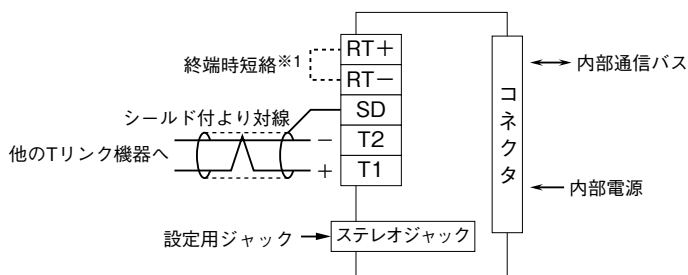 RT＋
終端時短絡※1
RT－
SD
シールド付より対線
－
T2
他のTリンク機器へ
＋
T1
コネクタ
内部通信バス
内部電源
設定用ジャック
ステレオジャック